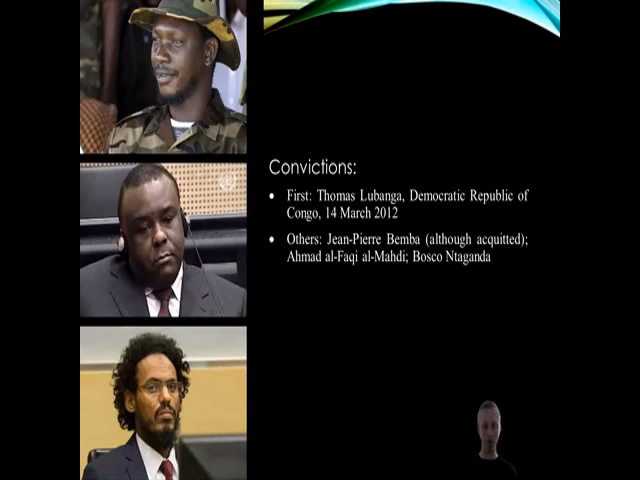 Convictions:
• First: Thomas Lubanga, Democratic Republic of
Congo, 14 March 2012
• Others: Jean-Pierre Bemba (although acquitted);
Ahmad al-Faqi al-Mahdi; Bosco Ntaganda